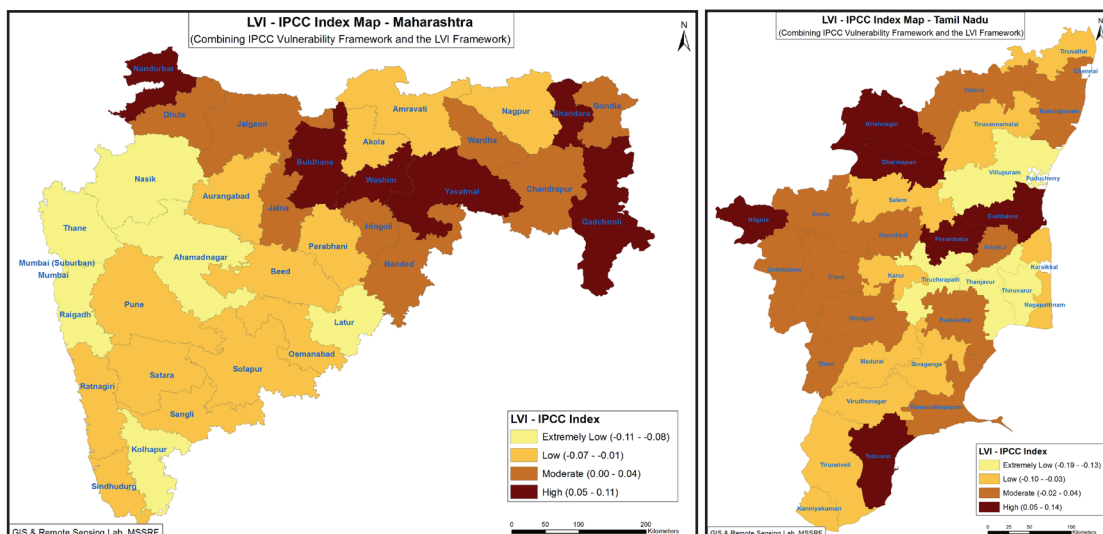 LVI - IPCC Index Map - Maharashtra
(Combining IPCC Vulnerability Framework and the LVI Framework)
N
Nandurbar
Dhule
Jalgaon
Amravati
Nagpur
Bhandara
Gondia
Akola
Wardha
Buldhana
Washim
Yavatmal
Chandrapur
Gadchiroli
Nasik
Aurangabad
Jalna
Hingoli
Parabhani
Nanded
Thane
Ahamadnagar
Beed
Mumbai (Suburban)
Mumbai
Pune
Raigadh
Latur
Osmanabad
Solapur
Satara
Ratnagiri
Sangli
Kolhapur
Sindhudurg
LVI - IPCC Index
Extremely Low (-0.11 - -0.08)
Low (-0.07 - -0.01)
Moderate (0.00 - 0.04)
High (0.05 - 0.11)
0 50 100 200
Kilometers
GIS & Remote Sensing Lab, MSSRF
LVI - IPCC Index Map - Tamil Nadu
(Combining IPCC Vulnerability Framework and the LVI Framework)
N
Tiruvallur
Chennai
Vellore
Kancheepuram
Krishnagiri
Tiruvannamalai
Dharmapuri
Villupuram
Puducherry
Salem
Nilgiris
Erode
Cuddalore
Namakkal
Perambalur
Ariyalur
Karaikkal
Coimbatore
Tripur
Karur
Tiruchirapalli
Thanjavur
Thiruvarur
Nagapattinam
Dindigul
Pudukottai
Theni
Madurai
Sivaganga
Virudhunagar
Ramanathapuram
Tuticorin
Tirunelveli
Kanniyakumari
LVI - IPCC Index
Extremely Low (-0.19 - -0.13)
Low (-0.10 - -0.03)
Moderate (-0.02 - 0.04)
High (0.05 - 0.14)
0 25 50 100
Kilometers
GIS & Remote Sensing Lab, MSSRF